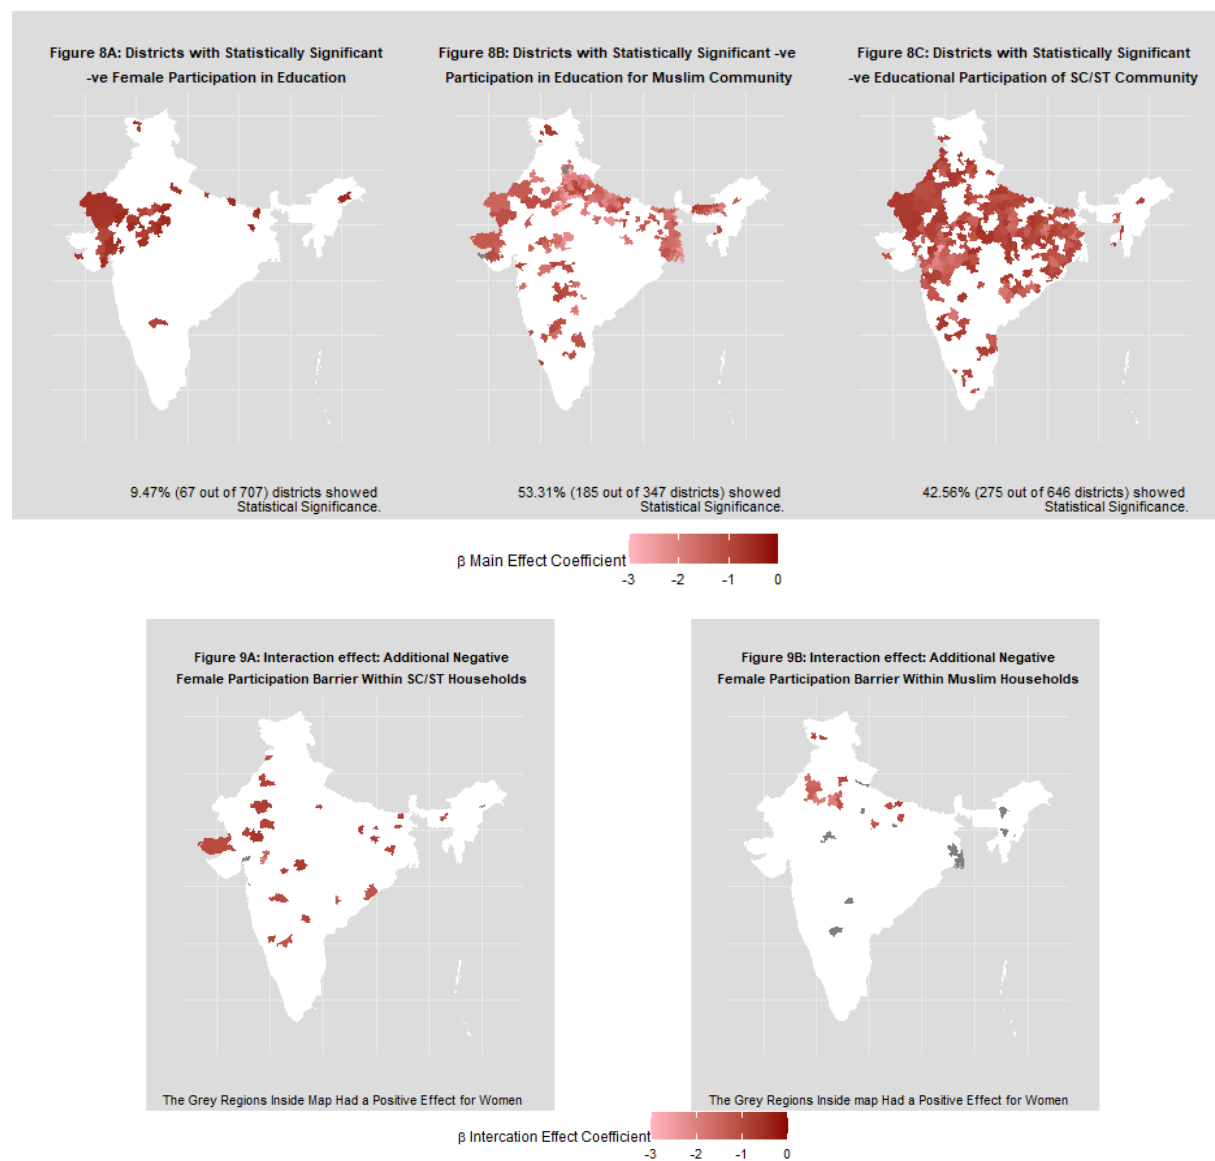 Figure 8A: Districts with Statistically Significant
-ve Female Participation in Education
Figure 8B: Districts with Statistically Significant -ve
Participation in Education for Muslim Community
Figure 8C: Districts with Statistically Significant
-ve Educational Participation of SC/ST Community
9.47% (67 out of 707) districts showed
Statistical Significance.
53.31% (185 out of 347 districts) showed
Statistical Significance.
42.56% (275 out of 646 districts) showed
Statistical Significance.
β Main Effect Coefficient
-3 -2 -1 0
Figure 9A: Interaction effect: Additional Negative
Female Participation Barrier Within SC/ST Households
Figure 9B: Interaction effect: Additional Negative
Female Participation Barrier Within Muslim Households
The Grey Regions Inside Map Had a Positive Effect for Women
The Grey Regions Inside map Had a Positive Effect for Women
β Intercation Effect Coefficient
-3 -2 -1 0